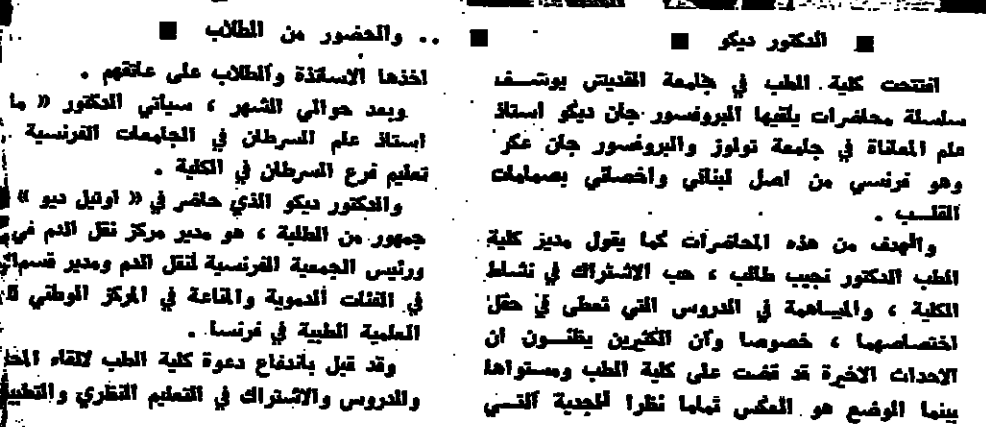 الدكتور ديكو
افتتحت كلية الطب في جامعة القديس يوسف
سلسلة محاضرات يلقيها البروفسور جان ديكو استاذ
علم المناعة في جامعة تولوز والبروفسور جان عكر
وهو فرنسي من اصل لبناني واخصائي بصمامات
القلب .
والهدف من هذه المحاضرات كما يقول مدير كلية
الطب الدكتور نجيب طالب ، هب الاشتراك في نشاط
الكلية ، والمساهمة في الدروس التي تعطى في حقل
اختصاصهما ، خصوصا وان الكثيرين يظنون ان
الاحداث الاخيرة قد قضت على كلية الطب ومستواها
بينما الوضع هو العكس تماما نظرا للجدية التي
.. والحضور من الطلاب
اخذها الاساتذة والطلاب على عاتقهم .
وبعد حوالي الشهر ، سياتي الدكتور « ما
استاذ علم السرطان في الجامعات الفرنسية
تعليم فرع السرطان في الكلية .
والدكتور ديكو الذي حاضر في « اوتيل ديو »
جمهور من الطلبة ، هو مدير مركز نقل الدم في
ورئيس الجمعية الفرنسية لنقل الدم ومدير قسم
في الفئات الدموية والمناعة في المركز الوطني
العلمية الطبية في فرنسا .
وقد قبل باندفاع دعوة كلية الطب لالقاء
والدروس والاشتراك في التعليم النظري